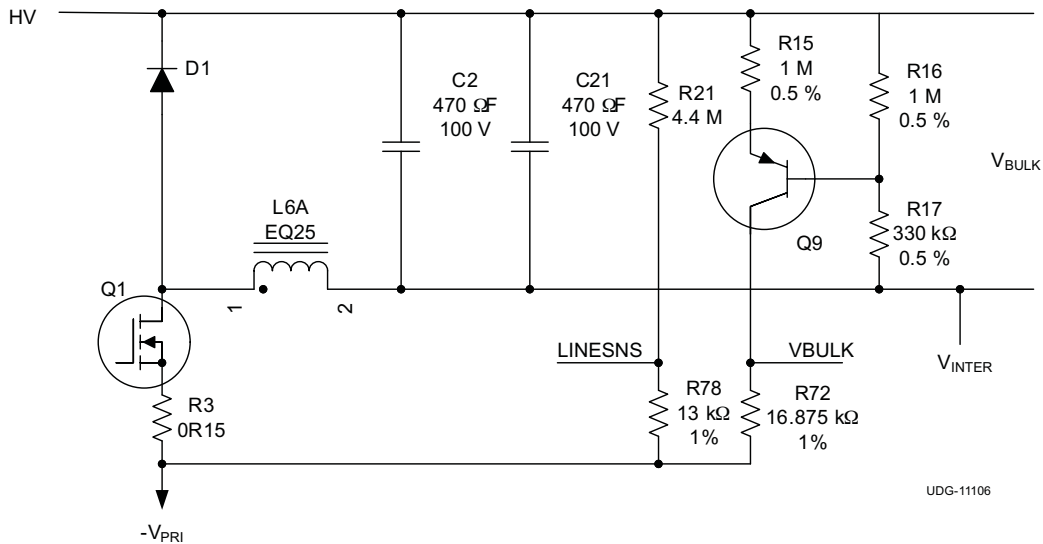 HV
D1
C2
470 ΩF
100 V
C21
470 ΩF
100 V
R21
4.4 M
R15
1 M
0.5 %
R16
1 M
0.5 %
VBULK
L6A
EQ25
R17
330 kΩ
0.5 %
Q9
Q1
1
2
LINESNS
VBULK
VINTER
R3
0R15
R78
13 kΩ
1%
R72
16.875 kΩ
1%
UDG-11106
-VPRI